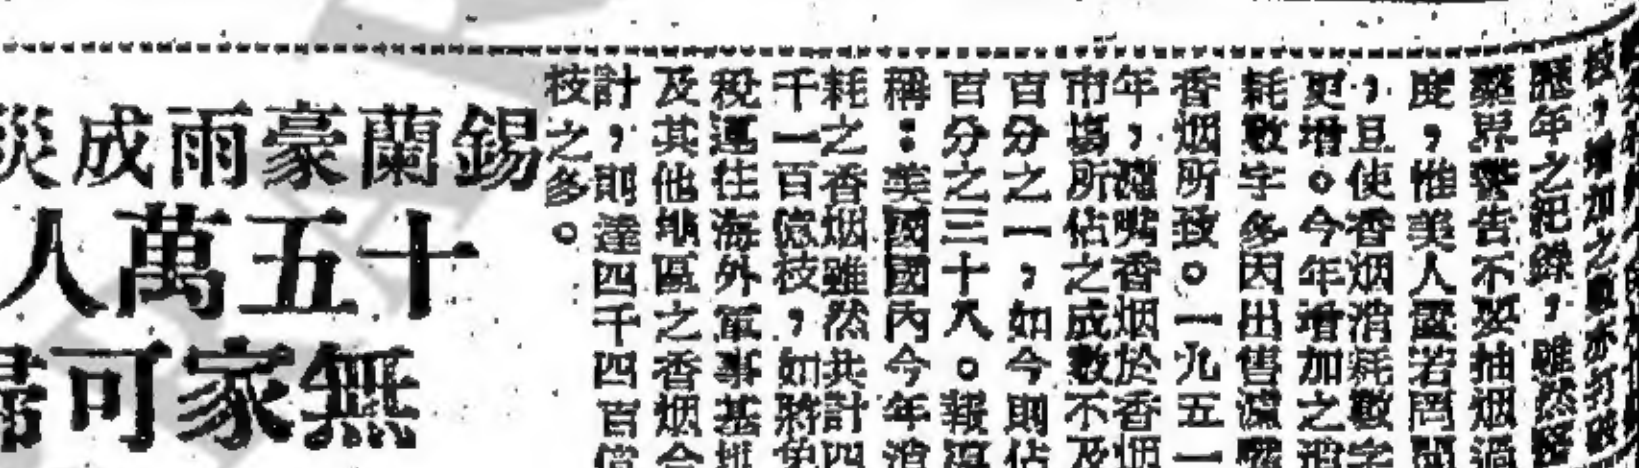 枝，增加之數亦打破
歷年之紀錄，雖然醫
藥界警告不要抽烟過
度，惟美人置若罔聞
，且使香烟消耗數字
更增。今年增加之消
耗數字多因出售濾嘴
香烟所致。一九五一
年，濾嘴香烟於香烟
市場所佔之成數不及
百分之一，如今則佔
百分之三十八。報導
稱：美國國內今年消
耗之香烟雖然共計四
千一百億枝，如將免
稅運往海外軍事基地
及其他地區之香烟合
計，則達四千四百億
枝之多。
錫蘭豪雨成災
十五萬人
無家可歸